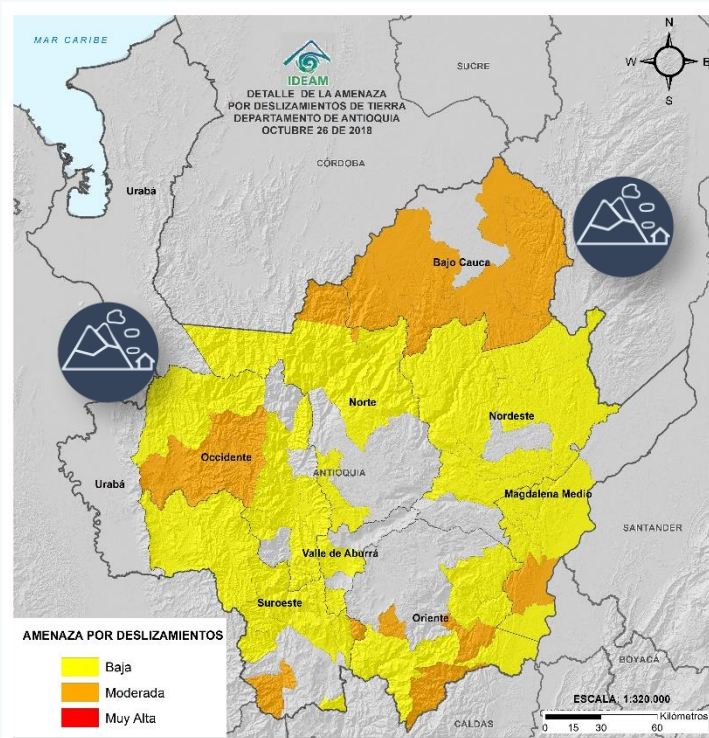 MAR CARIBE
N
W
E
S
IDEAM
DETALLE DE LA AMENAZA
POR DESLIZAMIENTOS DE TIERRA
DEPARTAMENTO DE ANTIOQUIA
OCTUBRE 26 DE 2018
SUCRE
CÓRDOBA
Urabá
Bajo Cauca
Norte
Nordeste
Occidente
ANTIOQUIA
Urabá
Magdalena Medio
SANTANDER
Valle de Aburrá
Suroeste
Oriente
AMENAZA POR DESLIZAMIENTOS
Baja
Moderada
Muy Alta
BOYACÁ
CALDAS
ESCALA: 1:320.000
Kilómetros
0 15 30 60